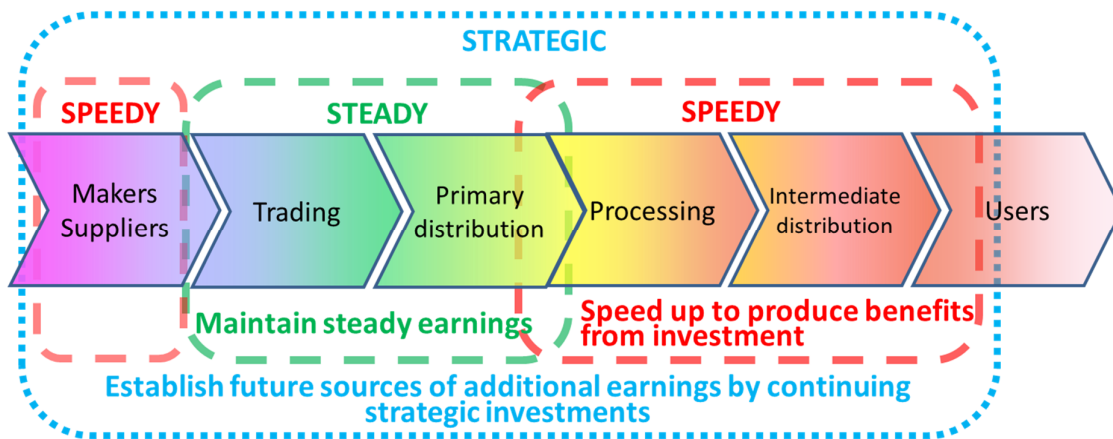 STRATEGIC
SPEEDY
STEADY
SPEEDY
Makers
Suppliers
Trading
Primary
distribution
Processing
Intermediate
distribution
Users
Maintain steady earnings
Speed up to produce benefits
from investment
Establish future sources of additional earnings by continuing
strategic investments